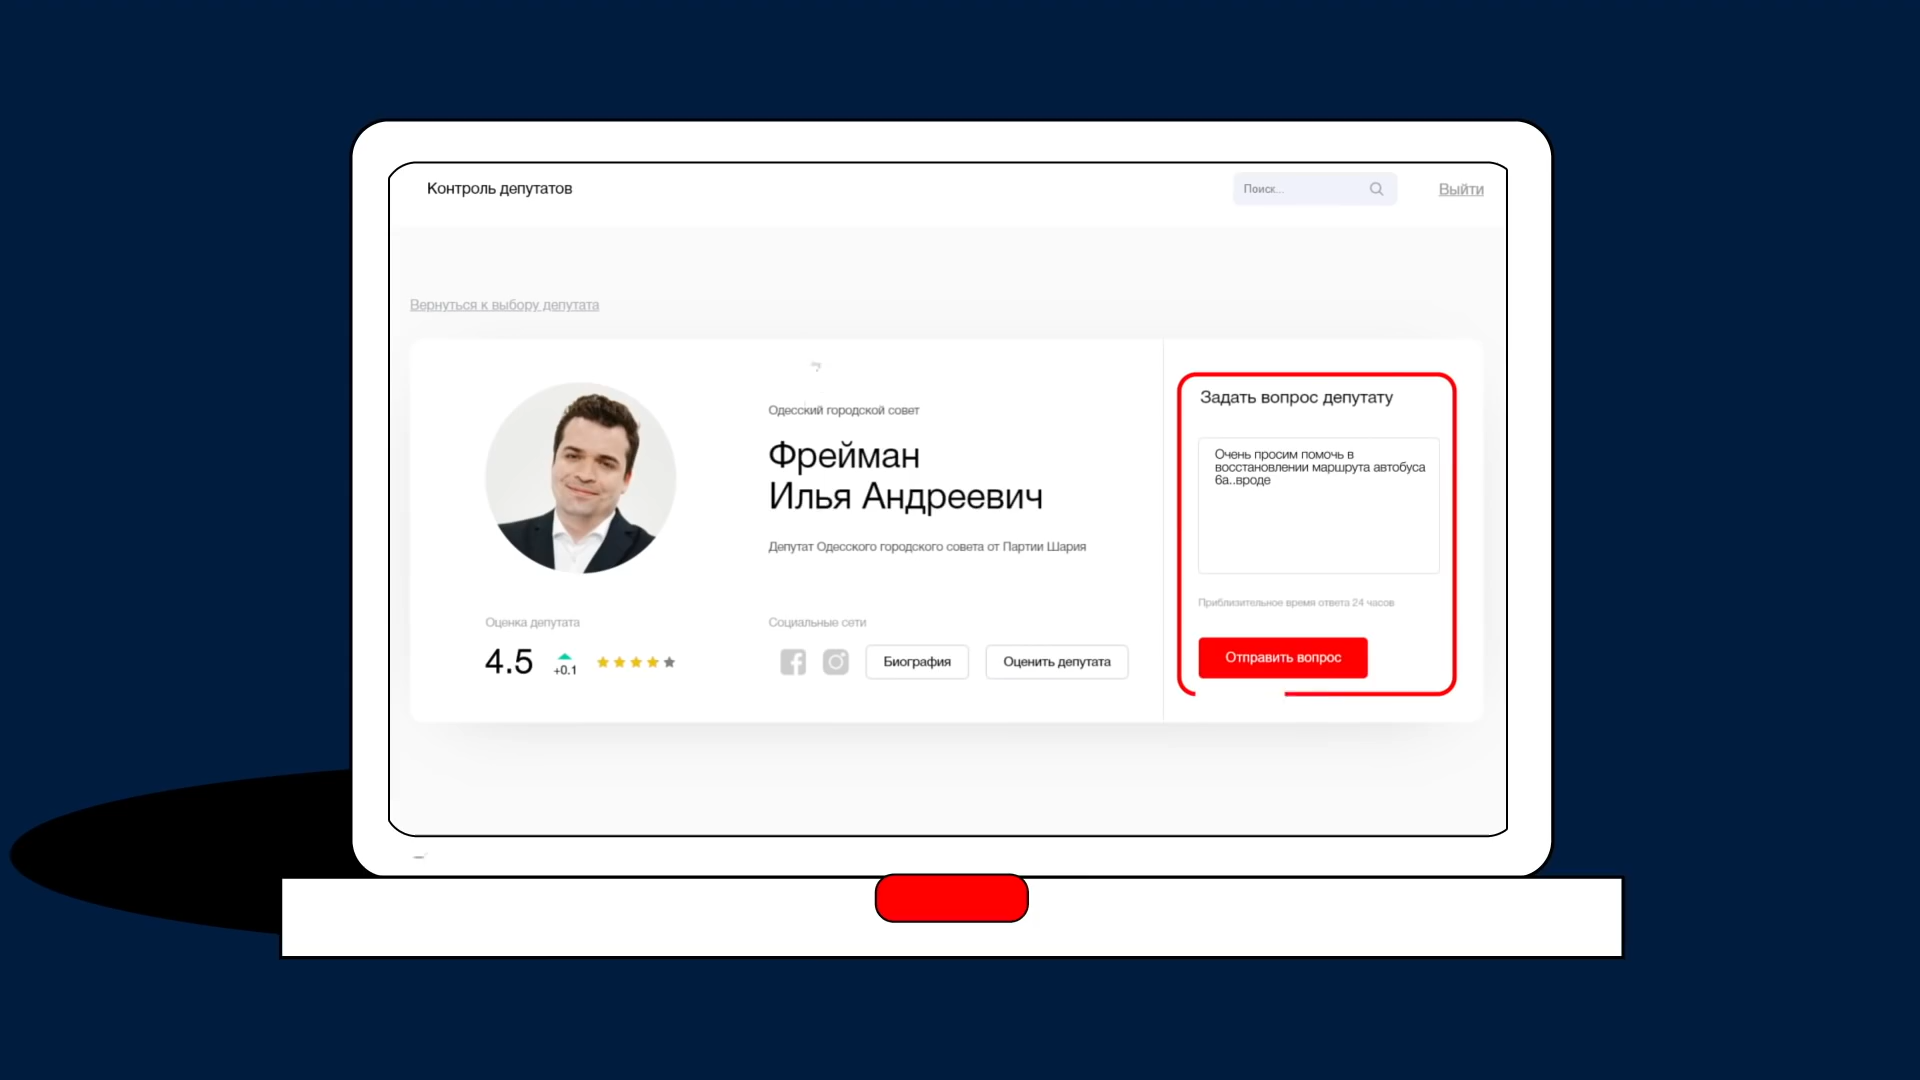 Контроль депутатов
Поиск...
Выйти
Вернуться к выбору депутата
Одесский городской совет
Фрейман
Илья Андреевич
Депутат Одесского городского совета от Партии Шария
Оценка депутата
4.5
+0.1
Социальные сети
Биография
Оценить депутата
Задать вопрос депутату
Очень просим помочь в
восстановлении маршрута автобуса
6а..вроде
Приблизительное время ответа 24 часов
Отправить вопрос